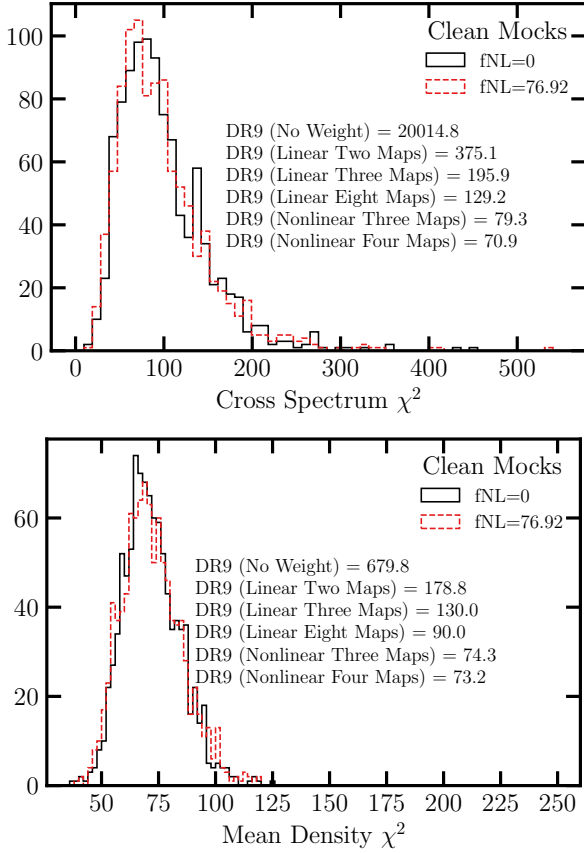 Clean Mocks
fNL=0
fNL=76.92
DR9 (No Weight) = 20014.8
DR9 (Linear Two Maps) = 375.1
DR9 (Linear Three Maps) = 195.9
DR9 (Linear Eight Maps) = 129.2
DR9 (Nonlinear Three Maps) = 79.3
DR9 (Nonlinear Four Maps) = 70.9
100
80
60
40
20
0
0 100 200 300 400 500
Cross Spectrum χ²
Clean Mocks
fNL=0
fNL=76.92
DR9 (No Weight) = 679.8
DR9 (Linear Two Maps) = 178.8
DR9 (Linear Three Maps) = 130.0
DR9 (Linear Eight Maps) = 90.0
DR9 (Nonlinear Three Maps) = 74.3
DR9 (Nonlinear Four Maps) = 73.2
60
40
20
0
50 75 100 125 150 175 200 225 250
Mean Density χ²